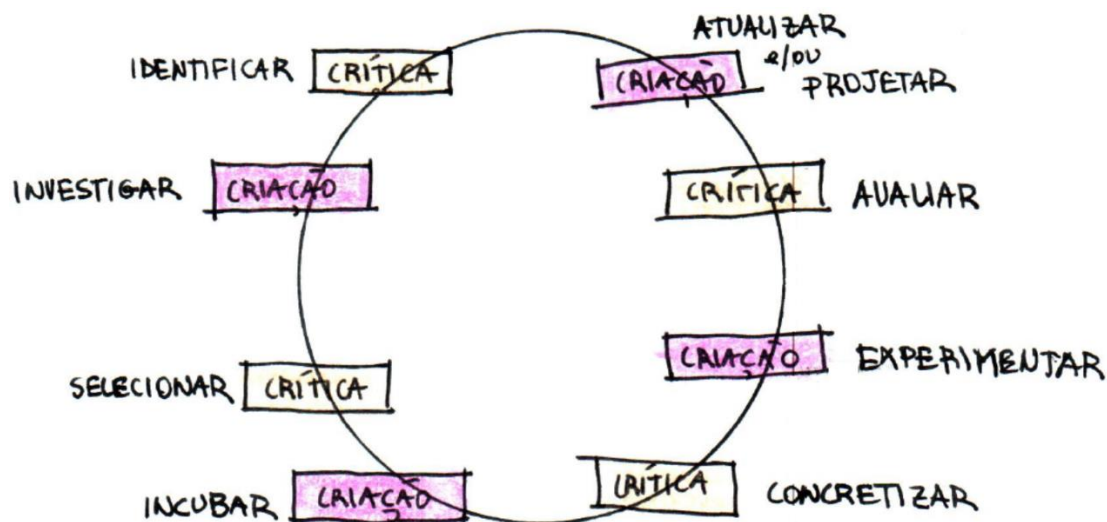 ATUALIZAR
e/ou
IDENTIFICAR CRÍTICA CRIAÇÃO PROJETAR
INVESTIGAR CRIAÇÃO CRÍTICA AVALIAR
CRIAÇÃO EXPERIMENTAR
SELECIONAR CRÍTICA
INCUBAR CRIAÇÃO CRÍTICA CONCRETIZAR